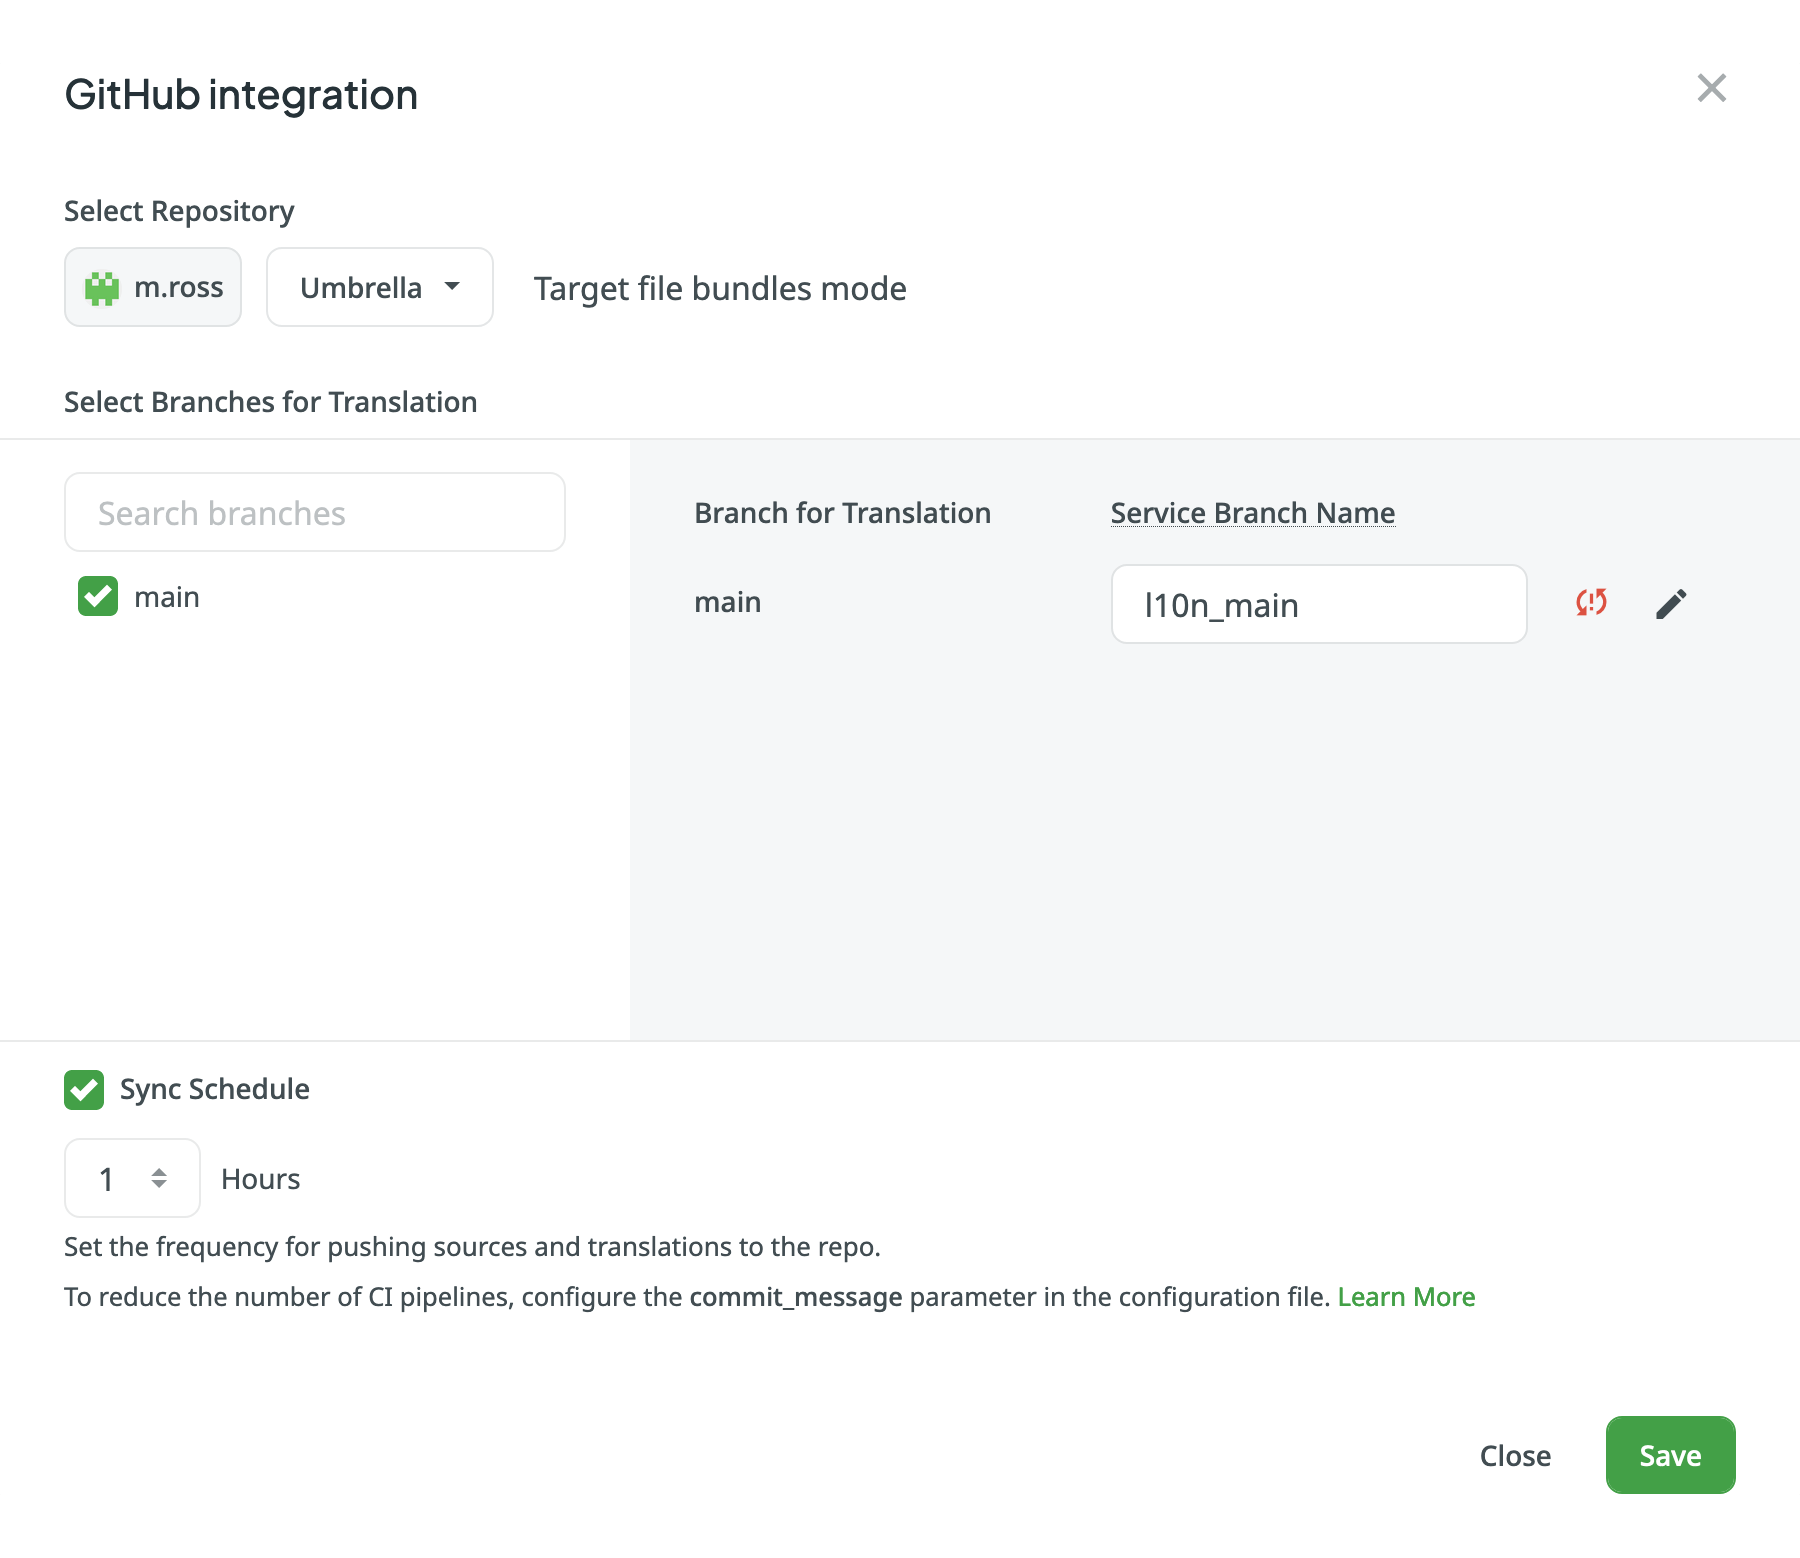 GitHub integration
Select Repository
m.ross Umbrella Target file bundles mode
Select Branches for Translation
Search branches
main
Branch for Translation Service Branch Name
main l10n_main
Sync Schedule
1 Hours
Set the frequency for pushing sources and translations to the repo.
To reduce the number of CI pipelines, configure the commit_message parameter in the configuration file. Learn More
Close Save